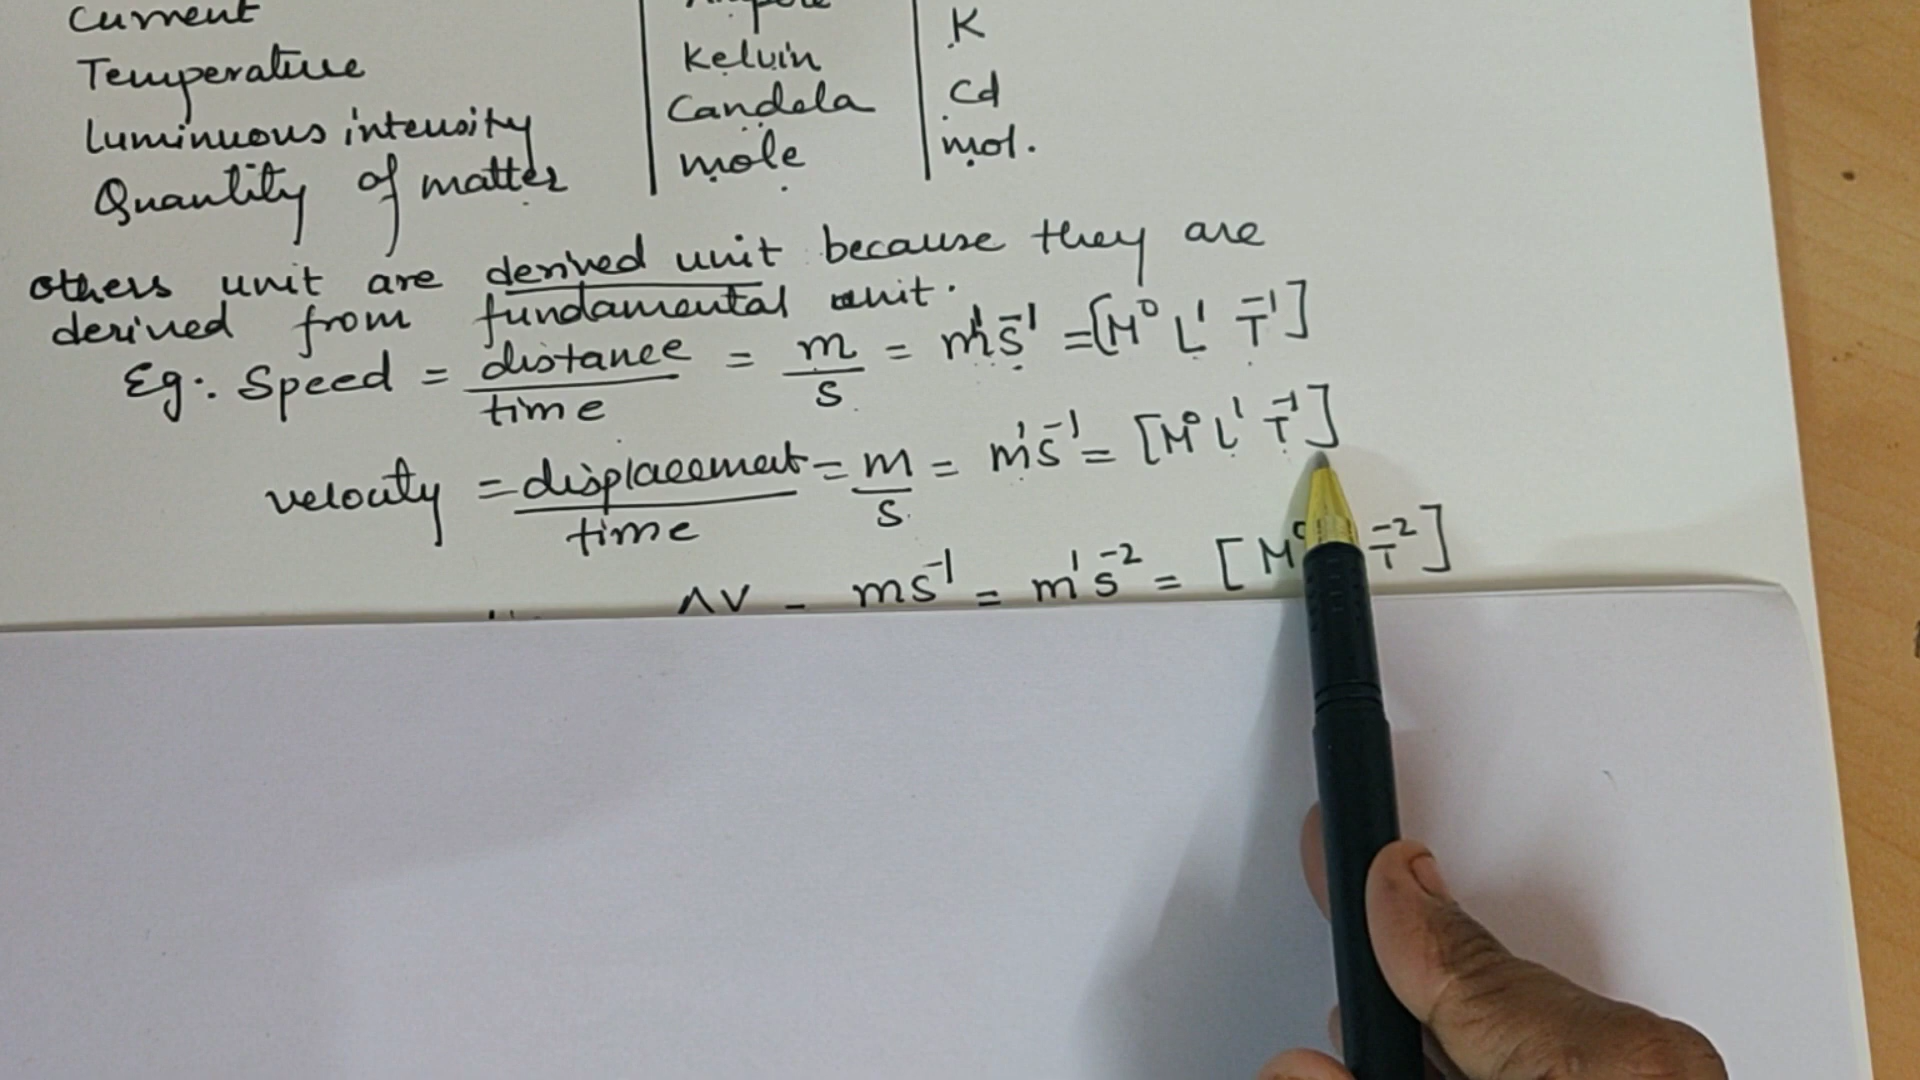 Current K
Temperature Kelvin Cd
Luminuous intensity Candela mol.
Quantity of matter mole
others unit are derived unit because they are
derived from fundamental unit.
Eg:. Speed = distance/time = m/s = m¹s⁻¹ = [M⁰ L¹ T⁻¹]
velocity = displacement/time = m/s = m¹s⁻¹ = [M⁰ L¹ T⁻¹]
ms⁻¹ = m¹s⁻² = [M⁰ T⁻²]